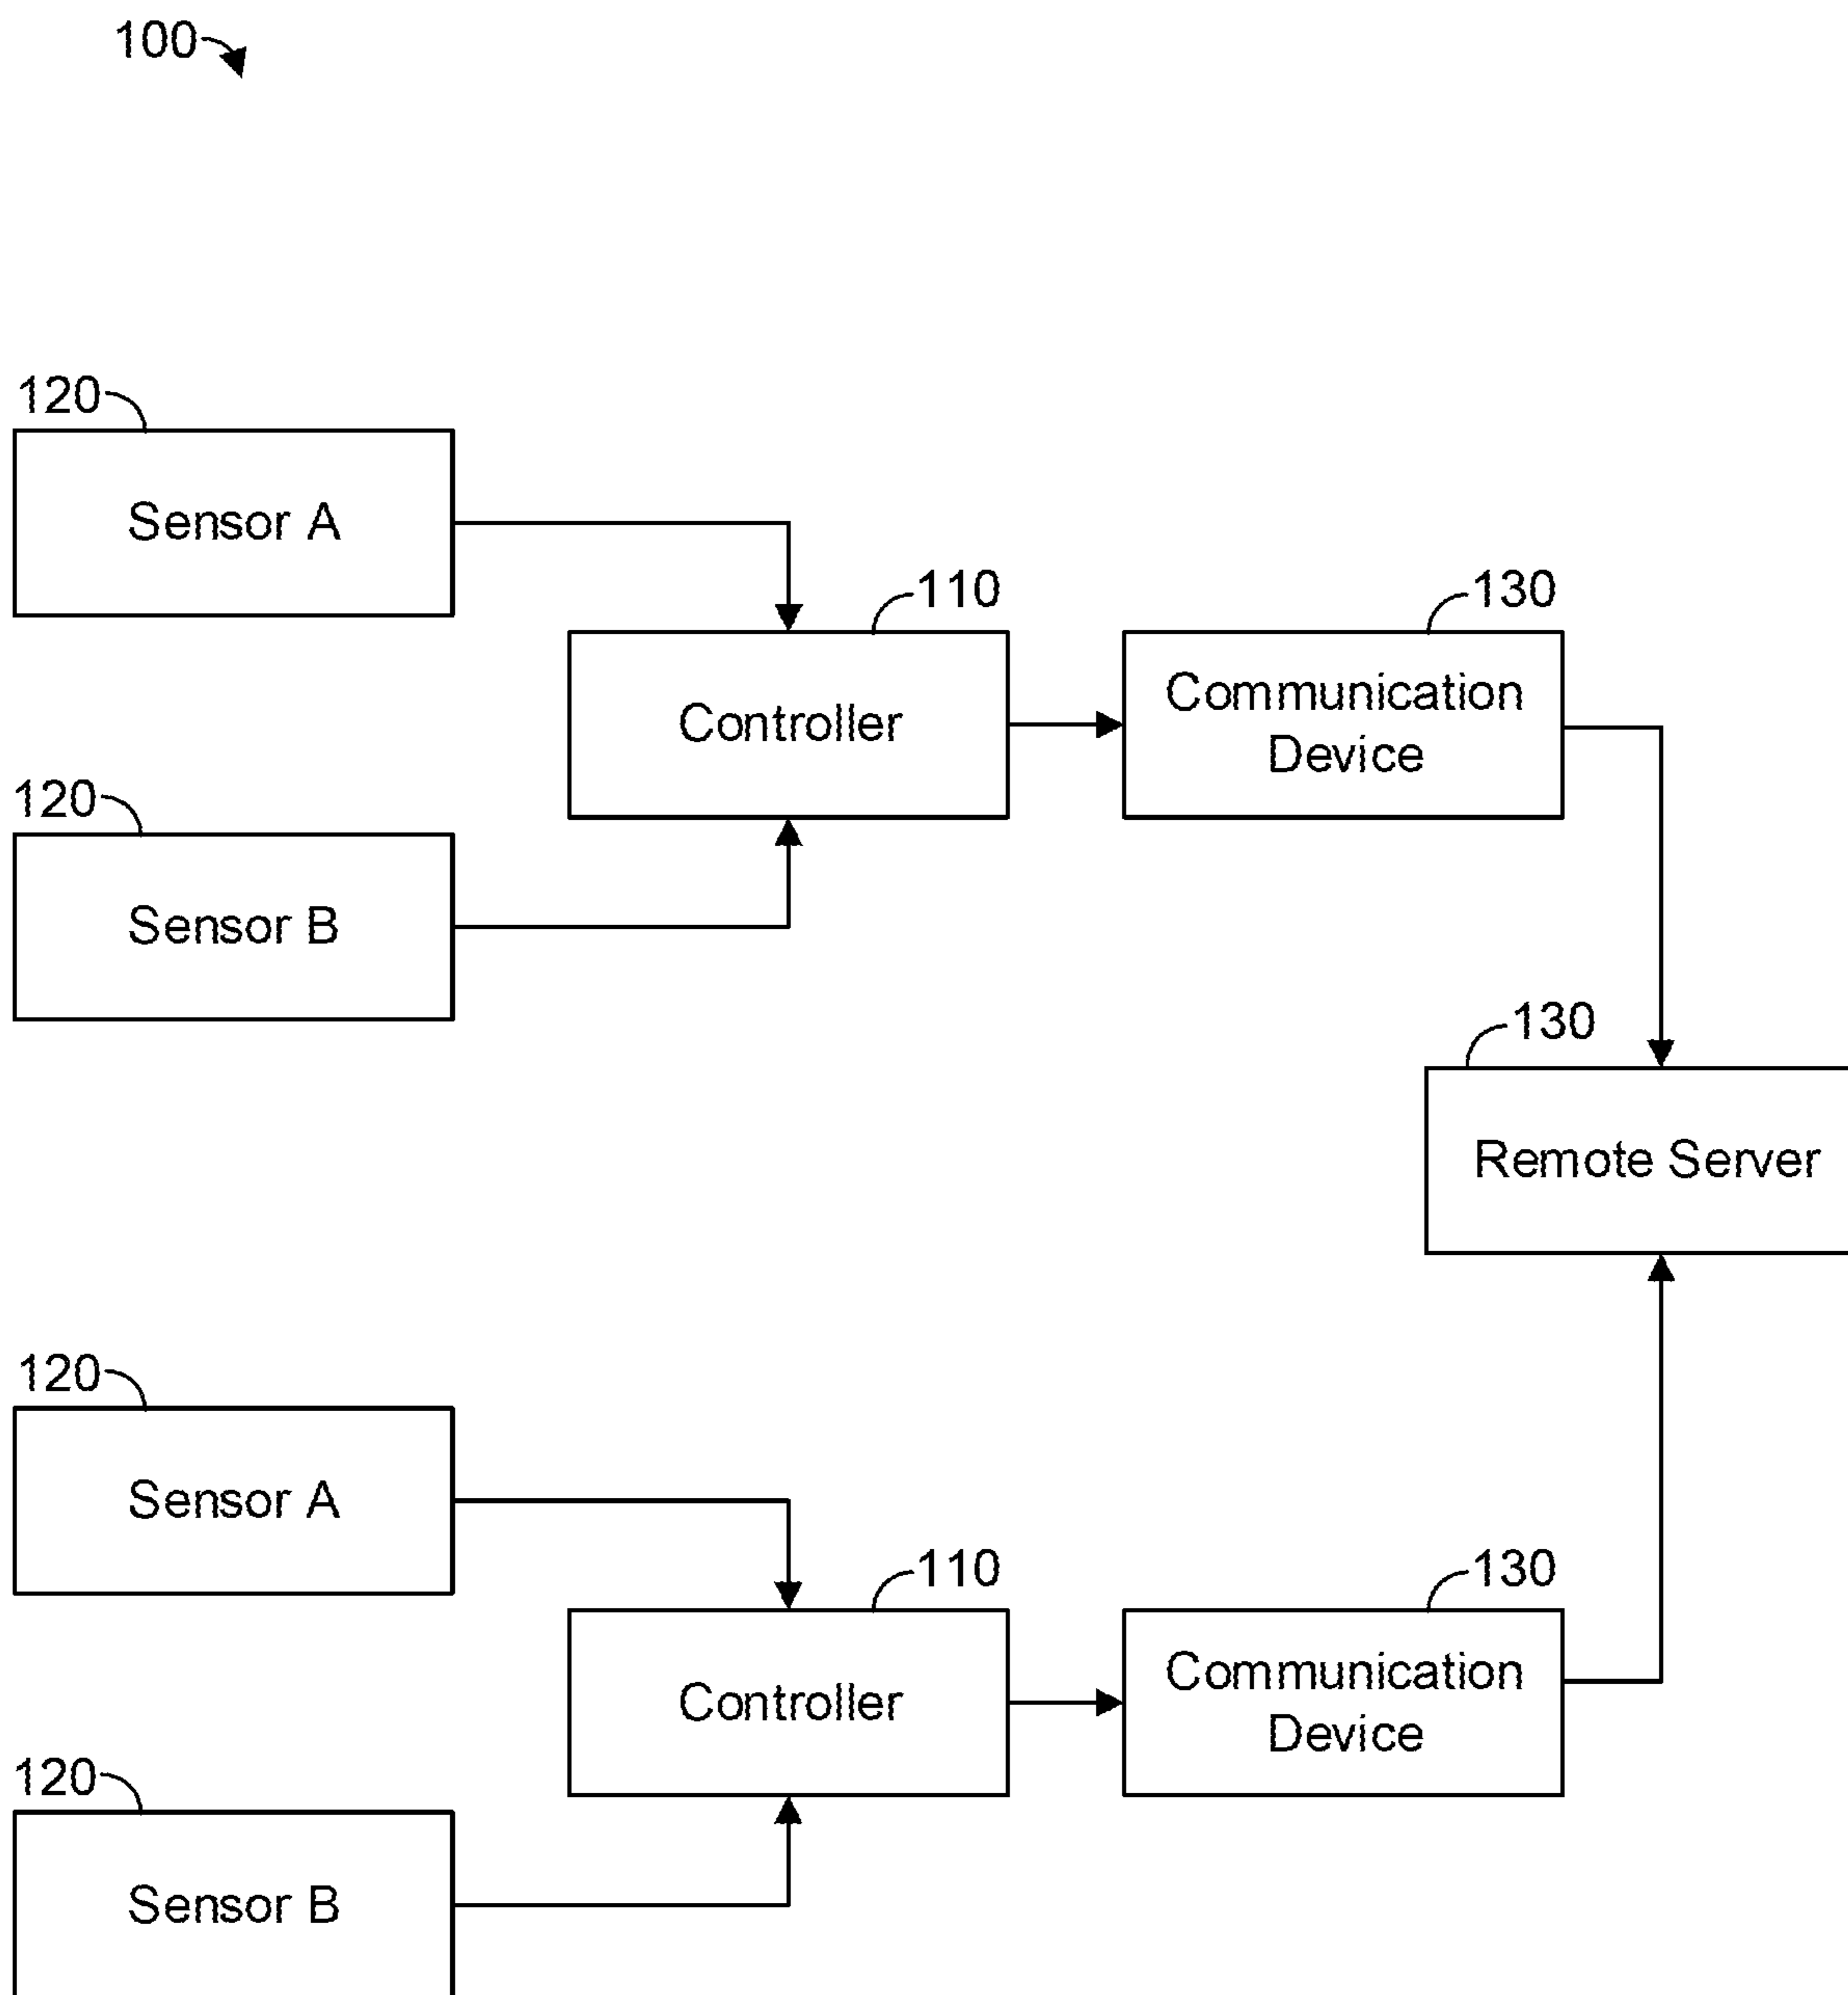 100
120
Sensor A
110
Controller
130
Communication
Device
120
Sensor B
130
Remote Server
120
Sensor A
110
Controller
130
Communication
Device
120
Sensor B